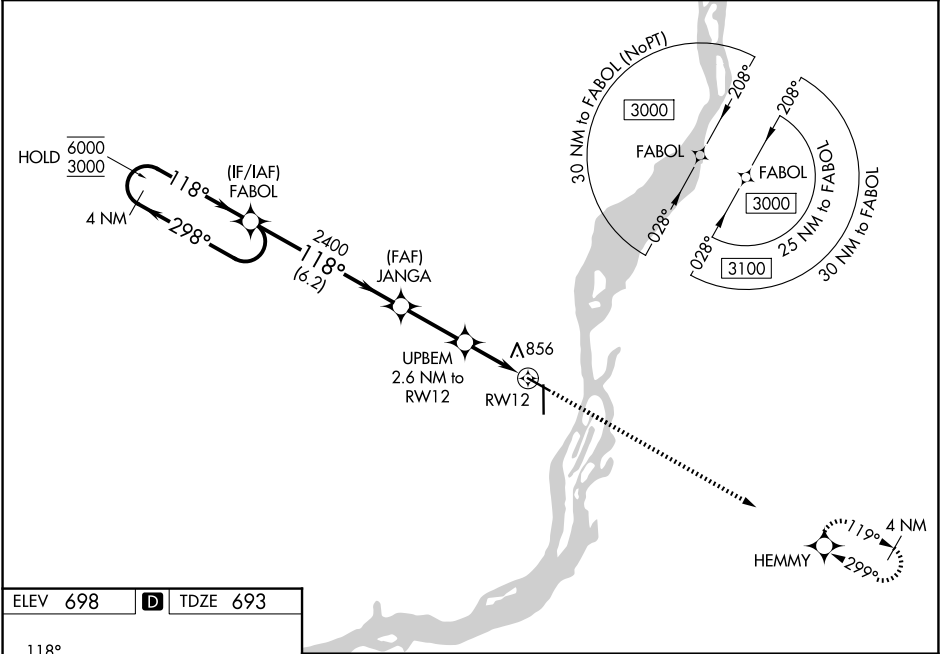 HOLD 6000
3000
4 NM
118°
298°
(IF/IAF)
FABOL
2400
118°
(6.2)
(FAF)
JANGA
UPBEM
2.6 NM to
RW12
856
RW12
30 NM to FABOL (NoPT)
3000
208°
FABOL
028°
208°
FABOL
3000
028°
3100
25 NM to FABOL
30 NM to FABOL
HEMMY
119°
4 NM
299°
ELEV 698 D TDZE 693
118°